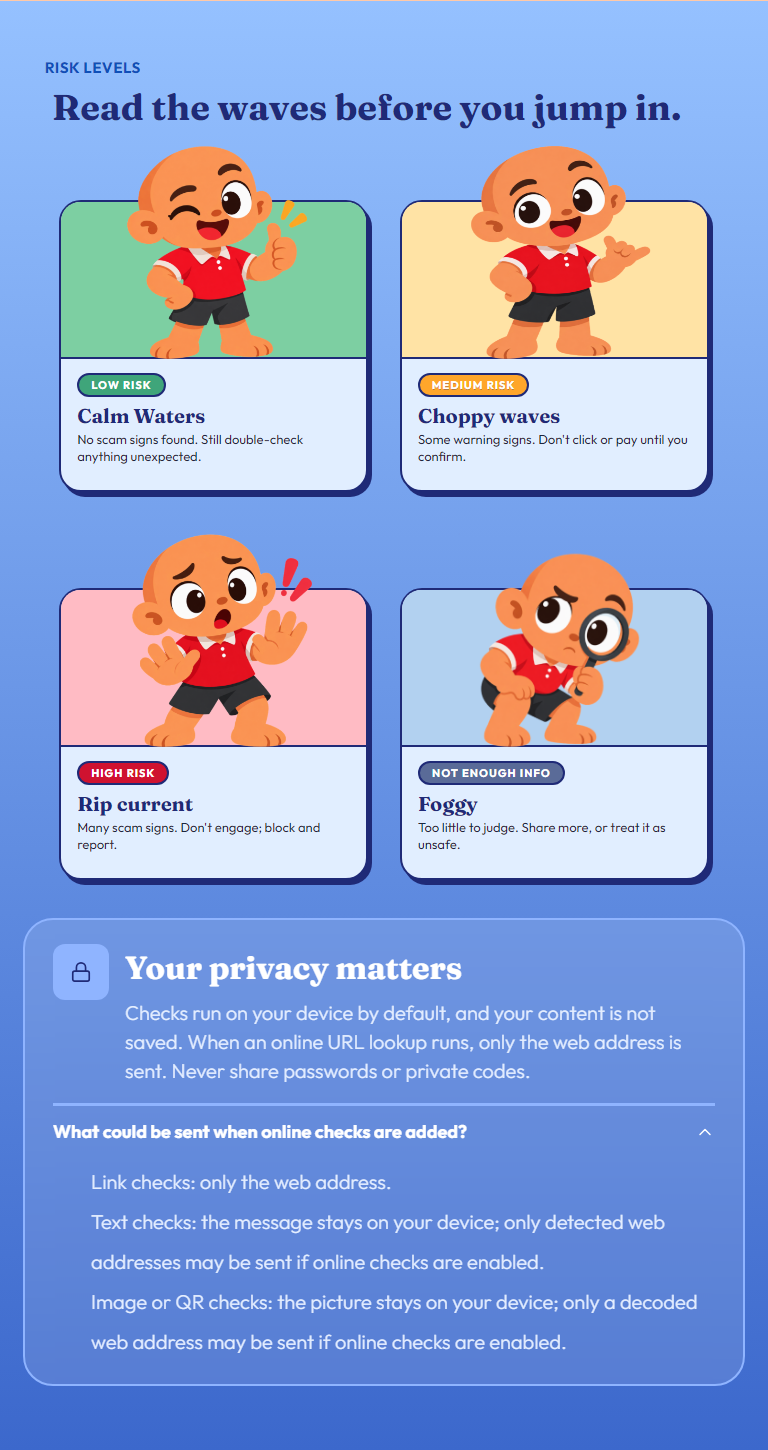 RISK LEVELS
Read the waves before you jump in.
LOW RISK
Calm Waters
No scam signs found. Still double-check
anything unexpected.
MEDIUM RISK
Choppy waves
Some warning signs. Don't click or pay until you
confirm.
HIGH RISK
Rip current
Many scam signs. Don't engage; block and
report.
NOT ENOUGH INFO
Foggy
Too little to judge. Share more, or treat it as
unsafe.
Your privacy matters
Checks run on your device by default, and your content is not
saved. When an online URL lookup runs, only the web address is
sent. Never share passwords or private codes.
What could be sent when online checks are added?
Link checks: only the web address.
Text checks: the message stays on your device; only detected web
addresses may be sent if online checks are enabled.
Image or QR checks: the picture stays on your device; only a decoded
web address may be sent if online checks are enabled.